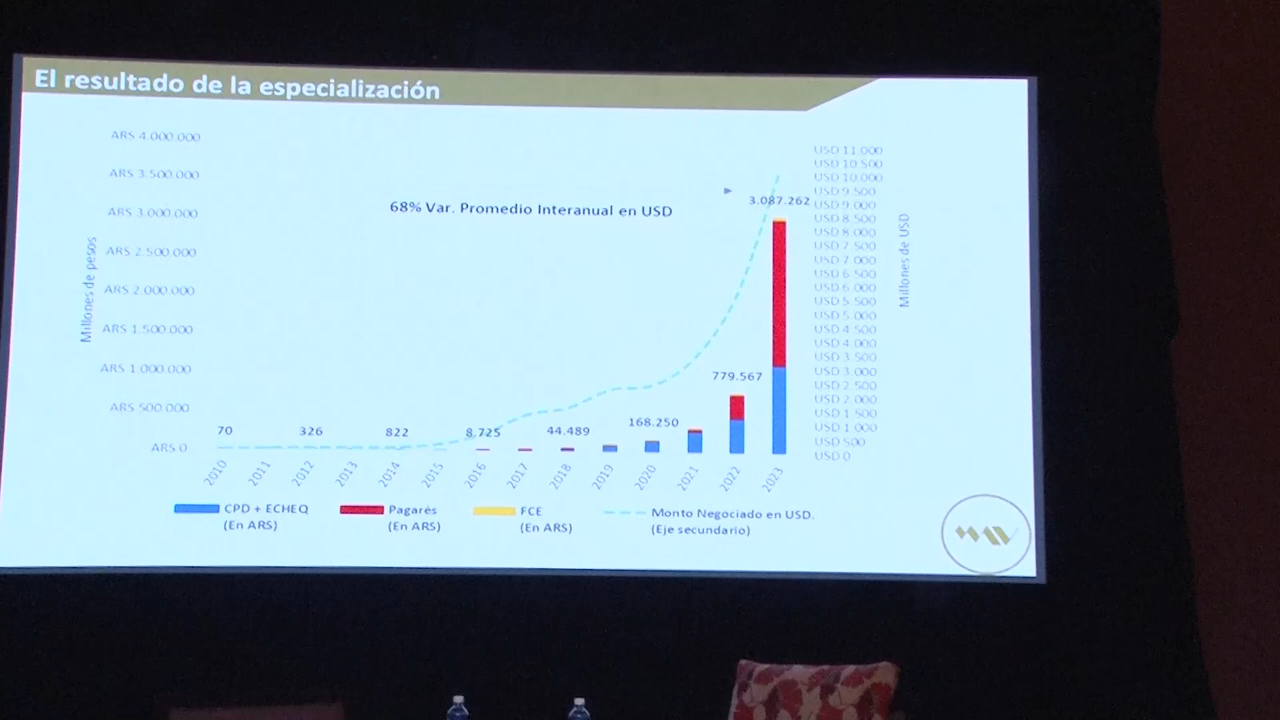 El resultado de la especialización
ARS 4.000.000
ARS 3.500.000
ARS 3.000.000
ARS 2.500.000
ARS 2.000.000
ARS 1.500.000
ARS 1.000.000
ARS 500.000
ARS 0
Millones de pesos
68% Var. Promedio Interanual en USD
70
326
822
8.725
44.489
168.250
779.567
3.087.262
USD 11.000
USD 10.500
USD 10.000
USD 9.500
USD 9.000
USD 8.500
USD 8.000
USD 7.500
USD 7.000
USD 6.500
USD 6.000
USD 5.500
USD 5.000
USD 4.500
USD 4.000
USD 3.500
USD 3.000
USD 2.500
USD 2.000
USD 1.500
USD 1.000
USD 500
USD 0
Millones de USD
2010
2011
2012
2013
2014
2015
2016
2017
2018
2019
2020
2021
2022
2023
CPD + ECHEQ
(En ARS)
Pagarés
(En ARS)
FCE
(En ARS)
Monto Negociado en USD.
(Eje secundario)